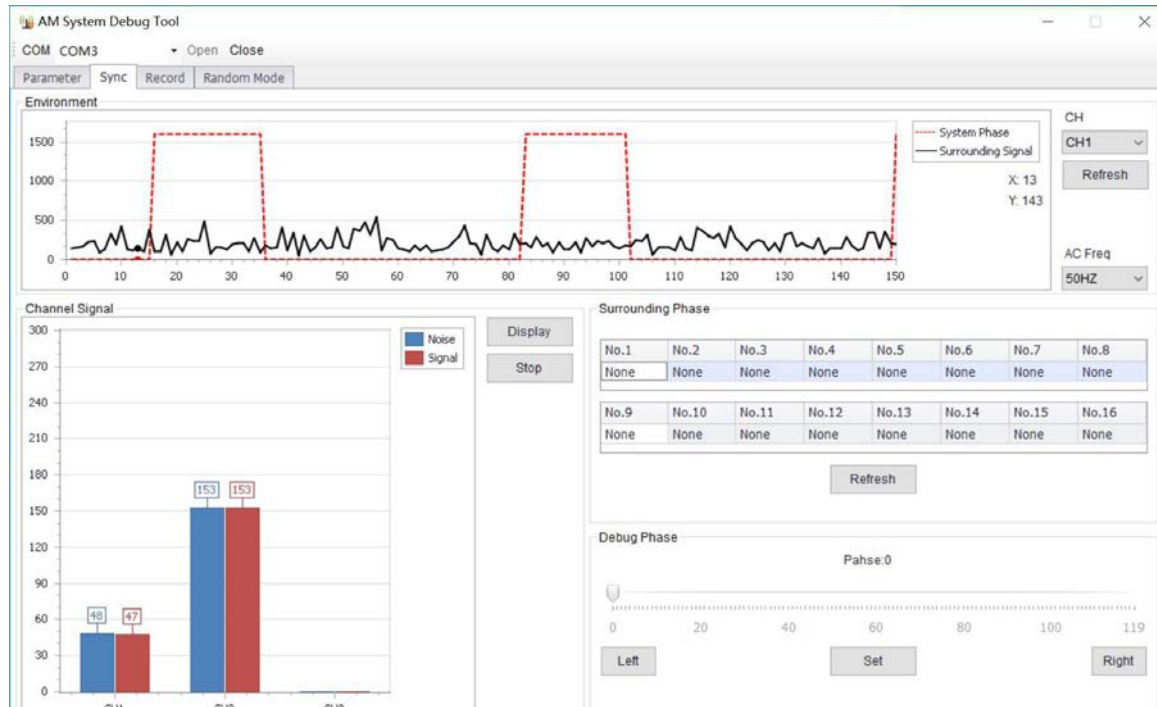 AM System Debug Tool
COM COM3 Open Close
Parameter Sync Record Random Mode
Environment
1500
1000
500
0
0 10 20 30 40 50 60 70 80 90 100 110 120 130 140 150
System Phase
Surrounding Signal
X: 13
Y: 143
CH
CH1
Refresh
AC Freq
50HZ
Channel Signal
300
270
240
210
180
150
120
90
60
30
0
48 47
153 153
Noise
Signal
Display
Stop
Surrounding Phase
No.1 No.2 No.3 No.4 No.5 No.6 No.7 No.8
None None None None None None None None
No.9 No.10 No.11 No.12 No.13 No.14 No.15 No.16
None None None None None None None None
Refresh
Debug Phase
Pahse:0
0 20 40 60 80 100 119
Left Set Right